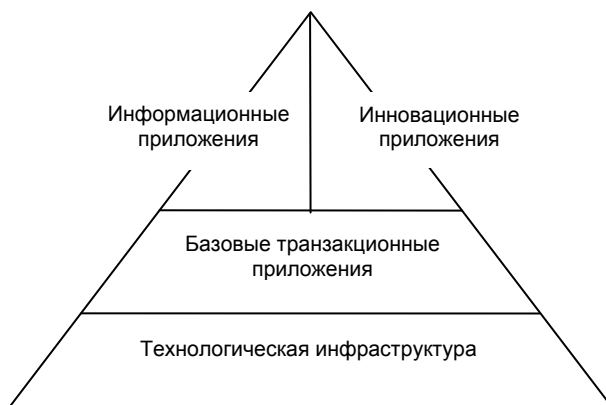 Информационные
приложения
Инновационные
приложения
Базовые транзакционные
приложения
Технологическая инфраструктура